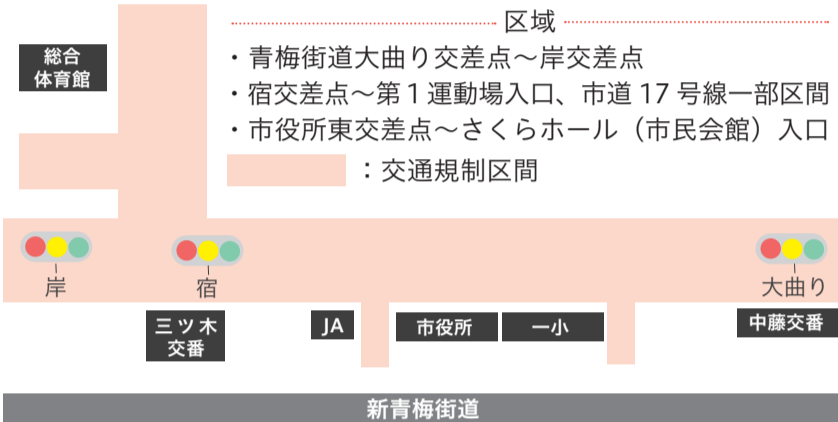 区域
・青梅街道大曲り交差点～岸交差点
・宿交差点～第1運動場入口、市道17号線一部区間
・市役所東交差点～さくらホール（市民会館）入口
：交通規制区間
総合
体育館
岸
宿
大曲り
三ツ木
交番
JA
市役所
一小
中藤交番
新青梅街道